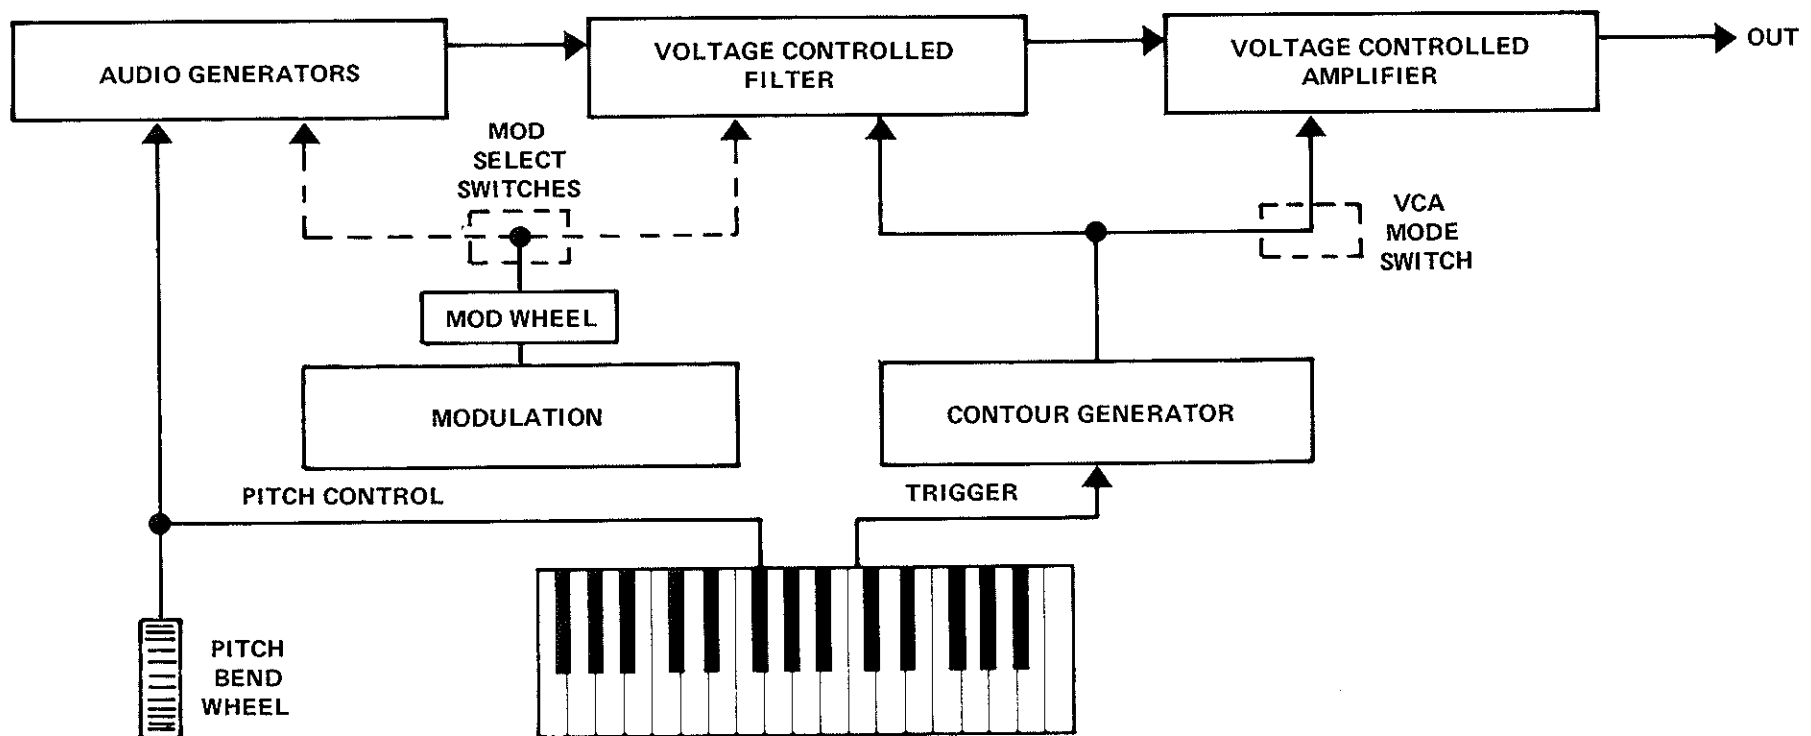 AUDIO GENERATORS
VOLTAGE CONTROLLED
FILTER
VOLTAGE CONTROLLED
AMPLIFIER
OUT
MOD
SELECT
SWITCHES
VCA
MODE
SWITCH
MOD WHEEL
MODULATION
CONTOUR GENERATOR
PITCH CONTROL
TRIGGER
PITCH
BEND
WHEEL